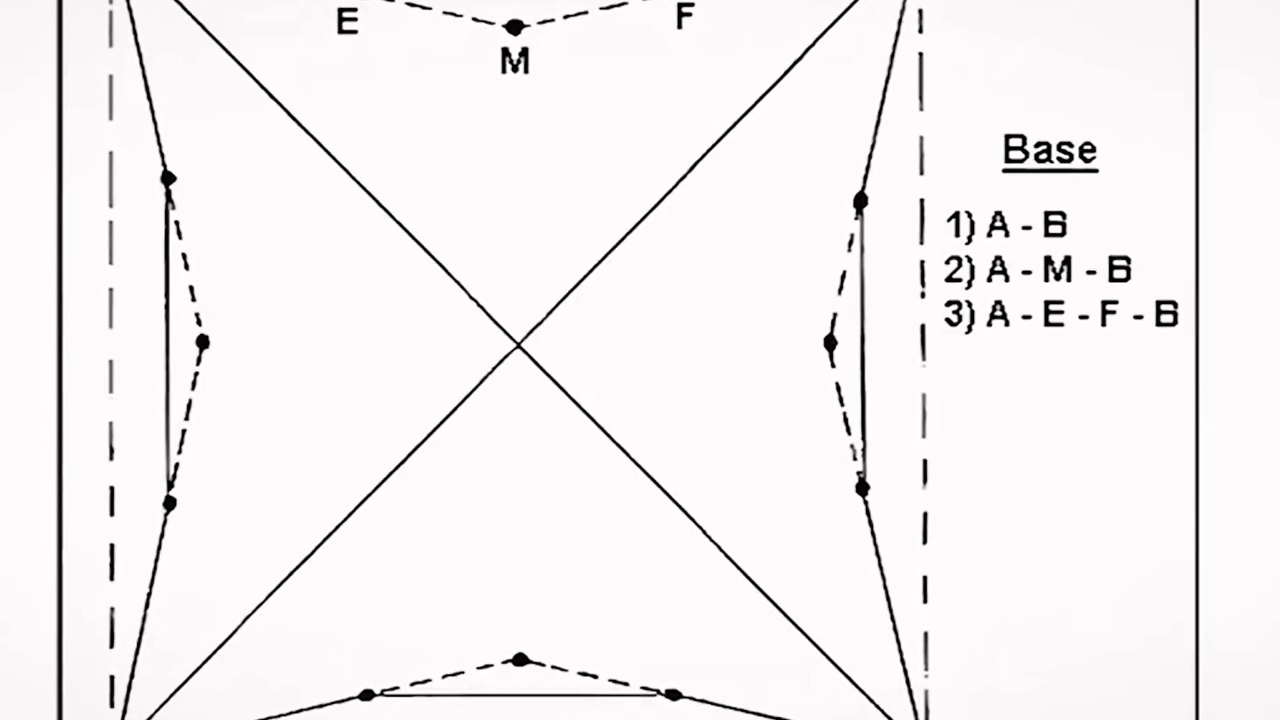 E
F
M
Base
1) A - B
2) A - M - B
3) A - E - F - B